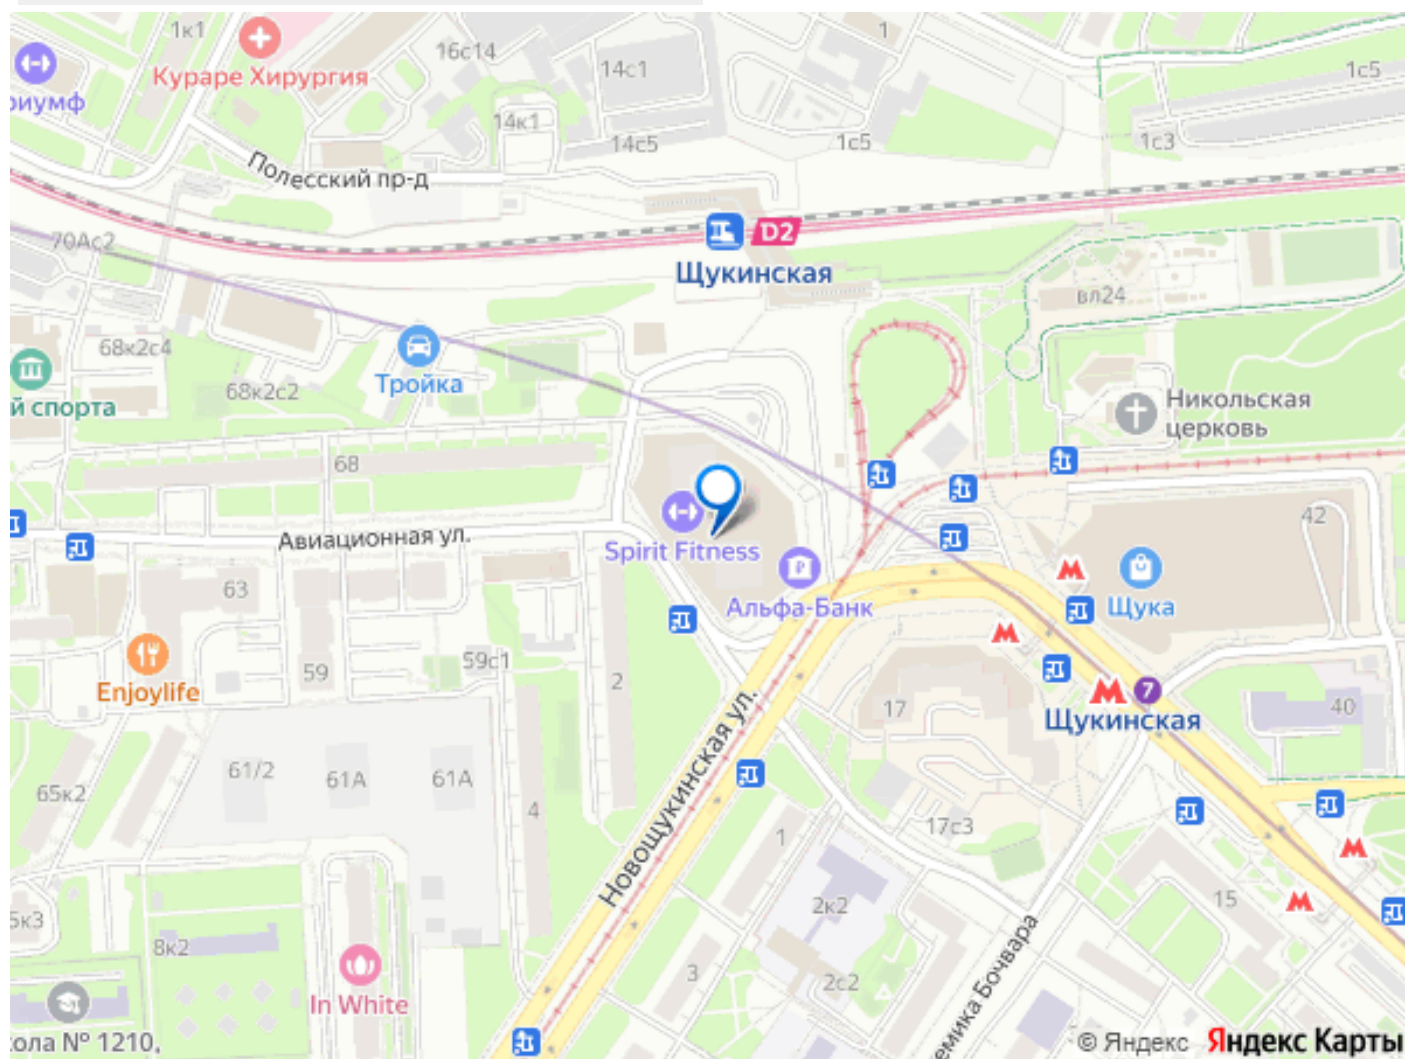 1к1
Кураре Хирургия
риумф
16с14
14с1
14к1
14с5
1
1с5
1с5
1с3
Полесский пр-д
70Ас2
D2
Щукинская
вл24
68к2с4
Тройка
68к2с2
й спорта
Никольская
церковь
68
Авиационная ул.
Spirit Fitness
42
М
Щука
63
Альфа-Банк
М
Enjoylife
59
59с1
2
17
М 7
Щукинская
40
Новощукинская ул.
61/2
61А
61А
65к2
4
1
17с3
М
15
М
2к2
5к3
8к2
3
2с2
In White
емика Бочвара
ола № 1210,
© Яндекс Яндекс Карты